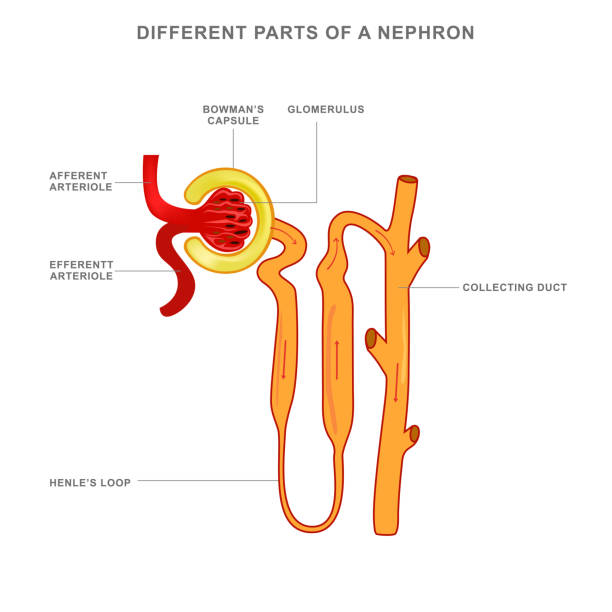 DIFFERENT PARTS OF A NEPHRON
BOWMAN'S
CAPSULE
GLOMERULUS
AFFERENT
ARTERIOLE
EFFERENTT
ARTERIOLE
COLLECTING DUCT
HENLE'S LOOP